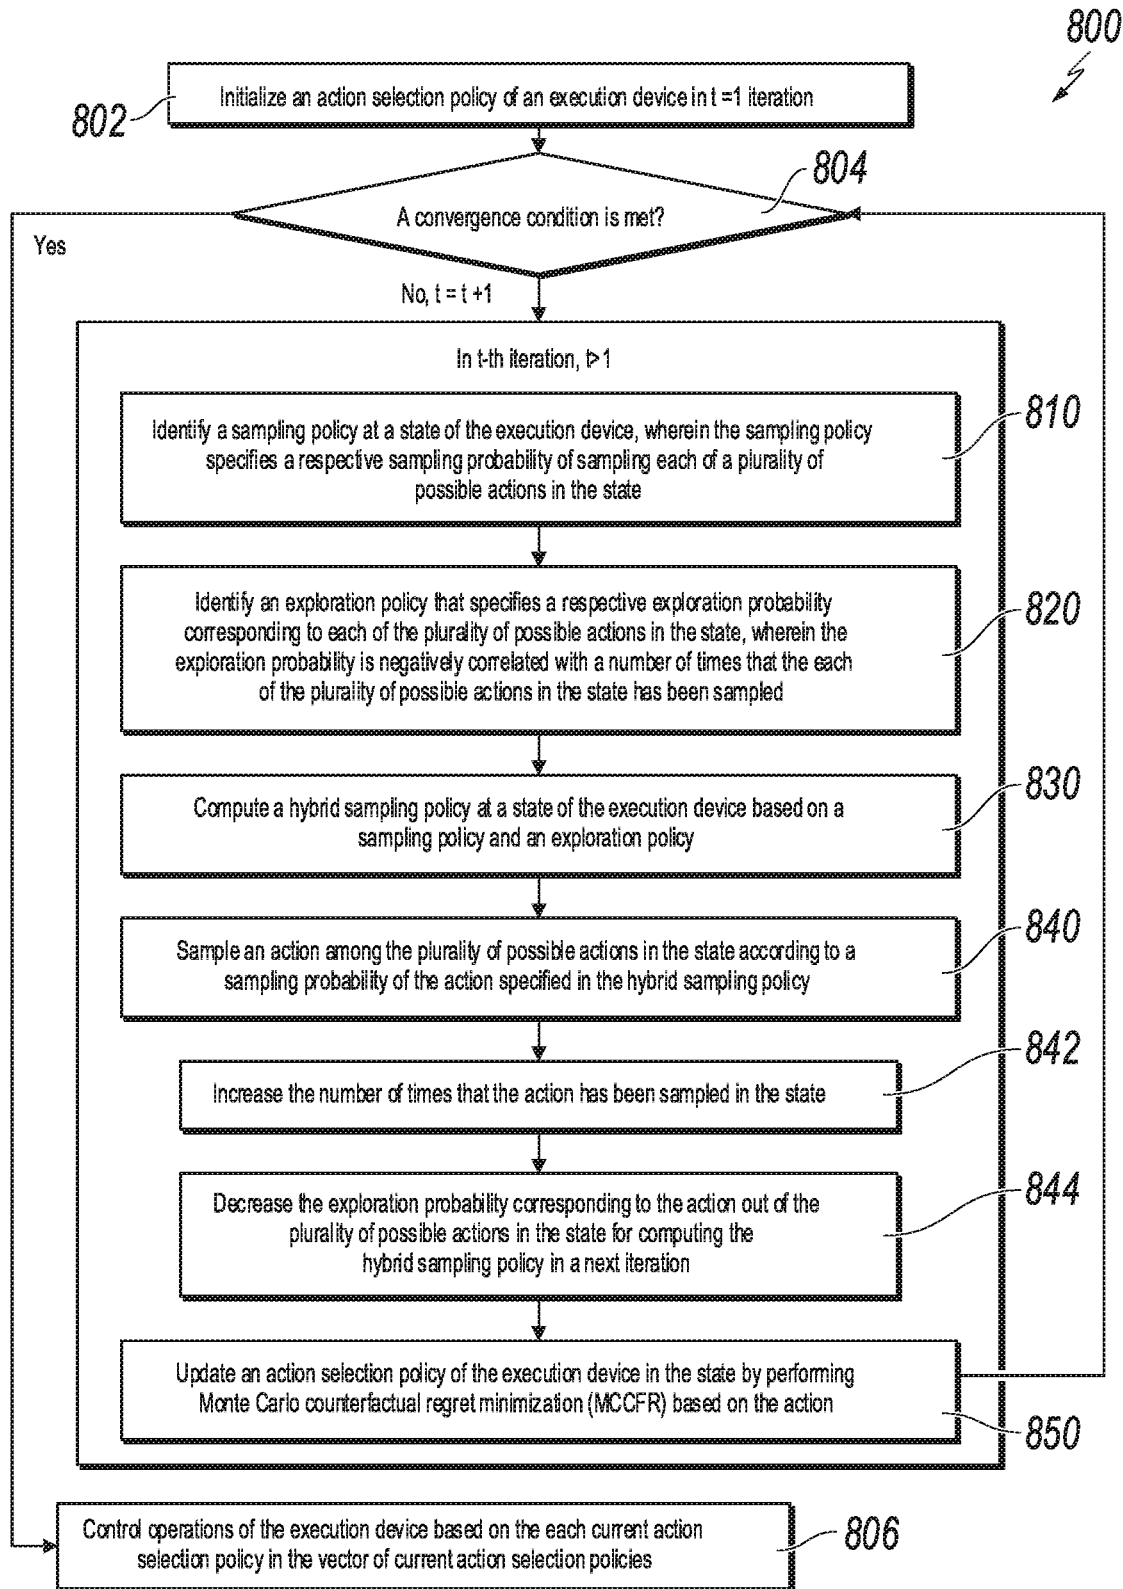 800
Initialize an action selection policy of an execution device in t =1 iteration
802
804
A convergence condition is met?
Yes
No, t = t +1
In t-th iteration, t>1
810
Identify a sampling policy at a state of the execution device, wherein the sampling policy
specifies a respective sampling probability of sampling each of a plurality of
possible actions in the state
820
Identify an exploration policy that specifies a respective exploration probability
corresponding to each of the plurality of possible actions in the state, wherein the
exploration probability is negatively correlated with a number of times that the each
of the plurality of possible actions in the state has been sampled
830
Compute a hybrid sampling policy at a state of the execution device based on a
sampling policy and an exploration policy
840
Sample an action among the plurality of possible actions in the state according to a
sampling probability of the action specified in the hybrid sampling policy
842
Increase the number of times that the action has been sampled in the state
844
Decrease the exploration probability corresponding to the action out of the
plurality of possible actions in the state for computing the
hybrid sampling policy in a next iteration
Update an action selection policy of the execution device in the state by performing
Monte Carlo counterfactual regret minimization (MCCFR) based on the action
850
Control operations of the execution device based on the each current action
selection policy in the vector of current action selection policies
806